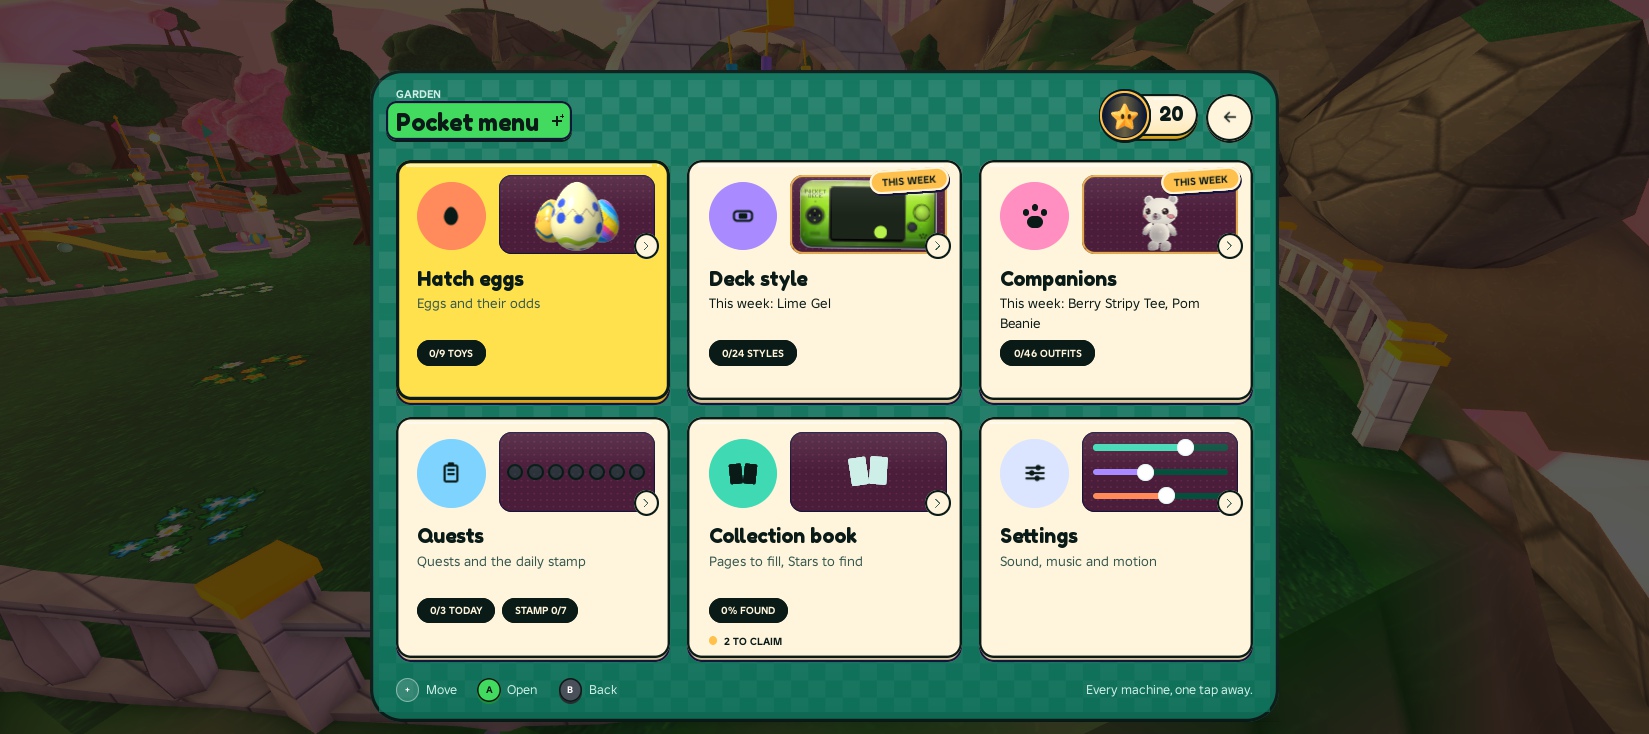 GARDEN
Pocket menu
20
Hatch eggs
Eggs and their odds
0/9 TOYS
THIS WEEK
Deck style
This week: Lime Gel
0/24 STYLES
THIS WEEK
Companions
This week: Berry Stripy Tee, Pom
Beanie
0/46 OUTFITS
Quests
Quests and the daily stamp
0/3 TODAY STAMP 0/7
Collection book
Pages to fill, Stars to find
0% FOUND
2 TO CLAIM
Settings
Sound, music and motion
Move A Open B Back
Every machine, one tap away.